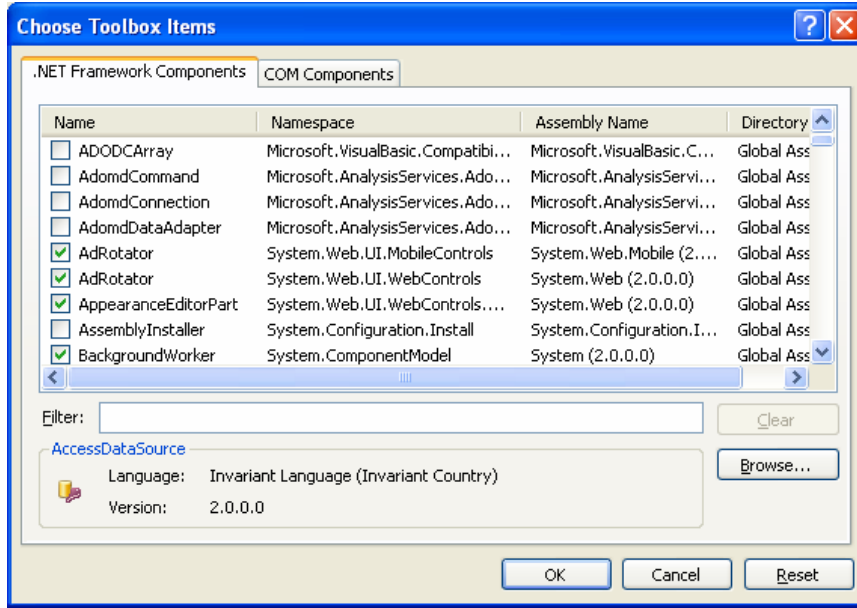 Choose Toolbox Items
.NET Framework Components COM Components
Name Namespace Assembly Name Directory
ADODCArray Microsoft.VisualBasic.Compatibi... Microsoft.VisualBasic.C... Global Ass
AdomdCommand Microsoft.AnalysisServices.Ado... Microsoft.AnalysisServi... Global Ass
AdomdConnection Microsoft.AnalysisServices.Ado... Microsoft.AnalysisServi... Global Ass
AdomdDataAdapter Microsoft.AnalysisServices.Ado... Microsoft.AnalysisServi... Global Ass
AdRotator System.Web.UI.MobileControls System.Web.Mobile (2.... Global Ass
AdRotator System.Web.UI.WebControls System.Web (2.0.0.0) Global Ass
AppearanceEditorPart System.Web.UI.WebControls.... System.Web (2.0.0.0) Global Ass
AssemblyInstaller System.Configuration.Install System.Configuration.I... Global Ass
BackgroundWorker System.ComponentModel System (2.0.0.0) Global Ass
Filter: Clear
AccessDataSource
Language: Invariant Language (Invariant Country) Browse...
Version: 2.0.0.0
OK Cancel Reset